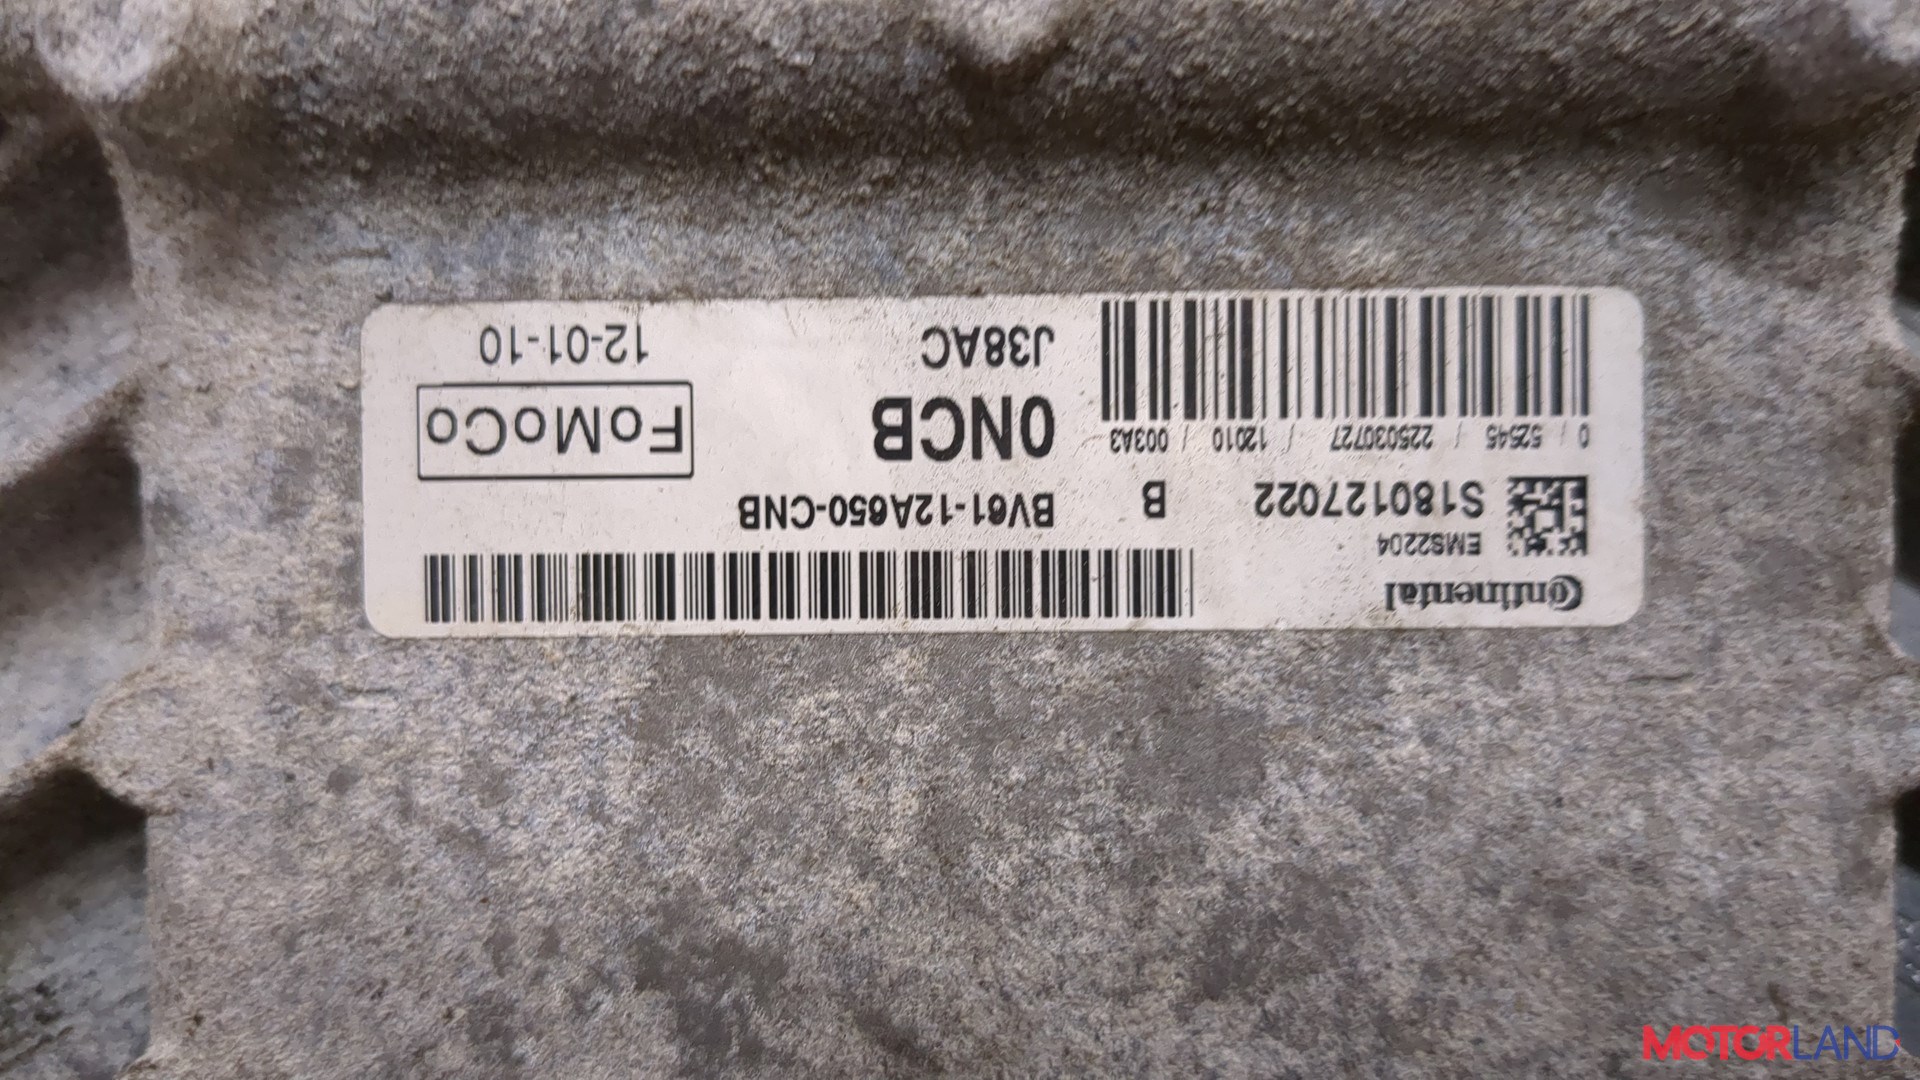 Continental
EMS2204
S180127022 B
0 / 52545 / 225030727 / 12010 / 003A3
BV61-12A650-CNB
0NCB
J38AC
FoMoCo
12-01-10
MOTORLAND